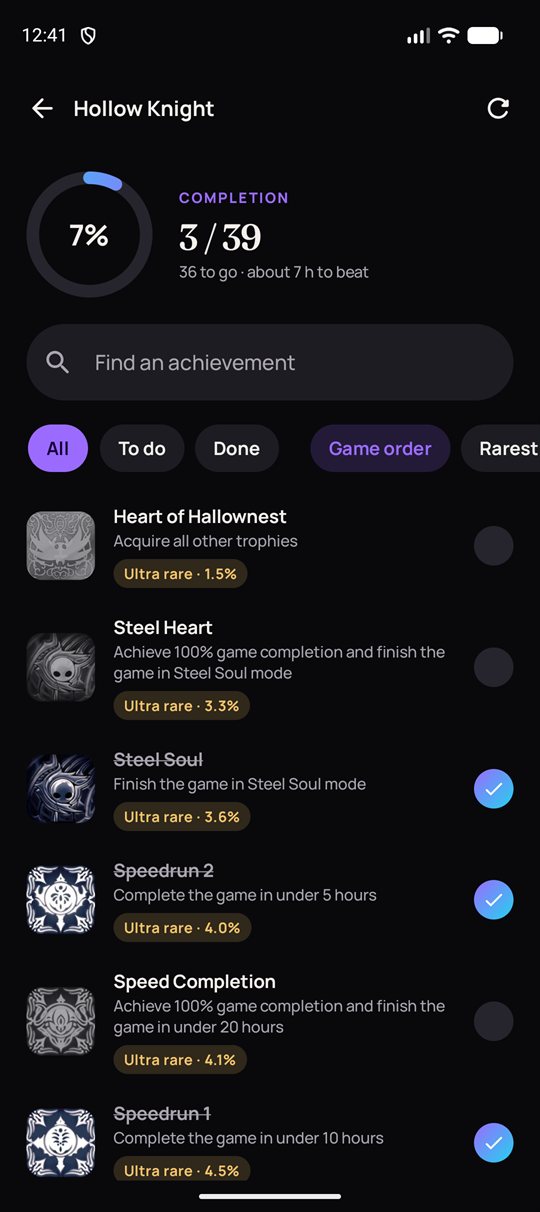 12:41
Hollow Knight
7%
COMPLETION
3 / 39
36 to go · about 7 h to beat
Find an achievement
All
To do
Done
Game order
Rarest
Heart of Hallownest
Acquire all other trophies
Ultra rare · 1.5%
Steel Heart
Achieve 100% game completion and finish the
game in Steel Soul mode
Ultra rare · 3.3%
Steel Soul
Finish the game in Steel Soul mode
Ultra rare · 3.6%
Speedrun 2
Complete the game in under 5 hours
Ultra rare · 4.0%
Speed Completion
Achieve 100% game completion and finish the
game in under 20 hours
Ultra rare · 4.1%
Speedrun 1
Complete the game in under 10 hours
Ultra rare · 4.5%